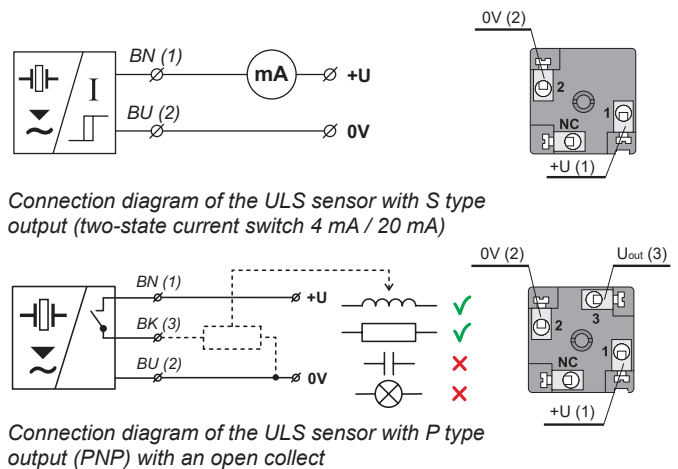 BN (1)
mA
+U
I
BU (2)
0V
0V (2)
2
1
NC
+U (1)
Connection diagram of the ULS sensor with S type
output (two-state current switch 4 mA / 20 mA)
BN (1)
+U
BK (3)
BU (2)
0V
0V (2)
Uout (3)
3
2
1
NC
+U (1)
Connection diagram of the ULS sensor with P type
output (PNP) with an open collect